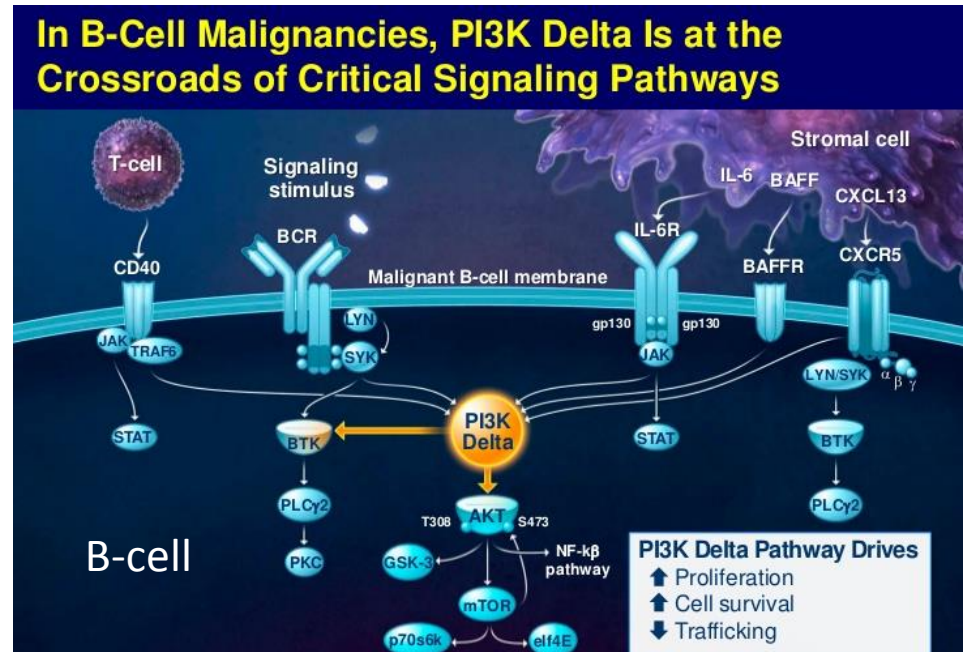 In B-Cell Malignancies, PI3K Delta Is at the
Crossroads of Critical Signaling Pathways
T-cell
Signaling
stimulus
Stromal cell
IL-6
BAFF
CXCL13
BCR
IL-6R
CD40
BAFFR
CXCR5
Malignant B-cell membrane
JAK
TRAF6
LYN
SYK
gp130
gp130
JAK
LYN/SYK
α
β
γ
STAT
BTK
PI3K
Delta
STAT
BTK
PLCγ2
T308
AKT
S473
PLCγ2
B-cell
PKC
GSK-3
NF-kβ
pathway
mTOR
p70s6k
elf4E
PI3K Delta Pathway Drives
Proliferation
Cell survival
Trafficking